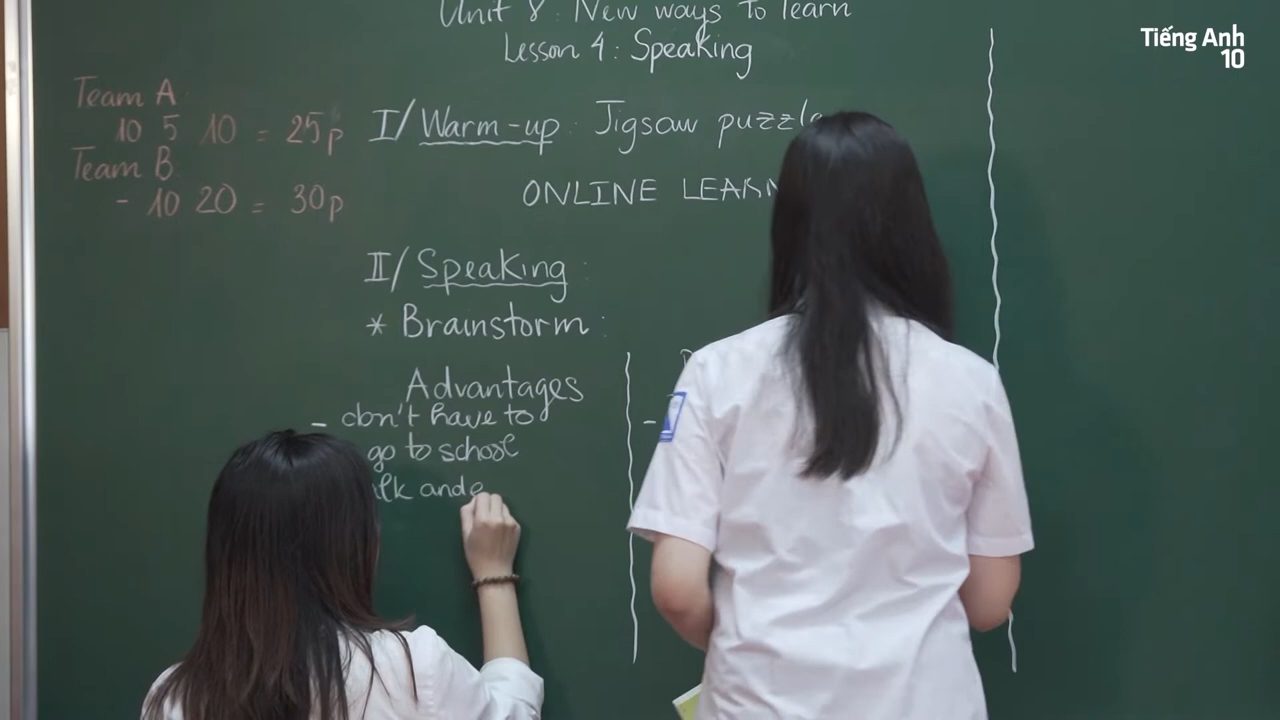 Unit 8: New ways to learn
Lesson 4: Speaking
Tiếng Anh
10
Team A
10 5 10 = 25p
Team B
- 10 20 = 30p
I/ Warm-up: Jigsaw puzzle
ONLINE
II/ Speaking:
* Brainstorm:
Advantages
- don't have to
go to school